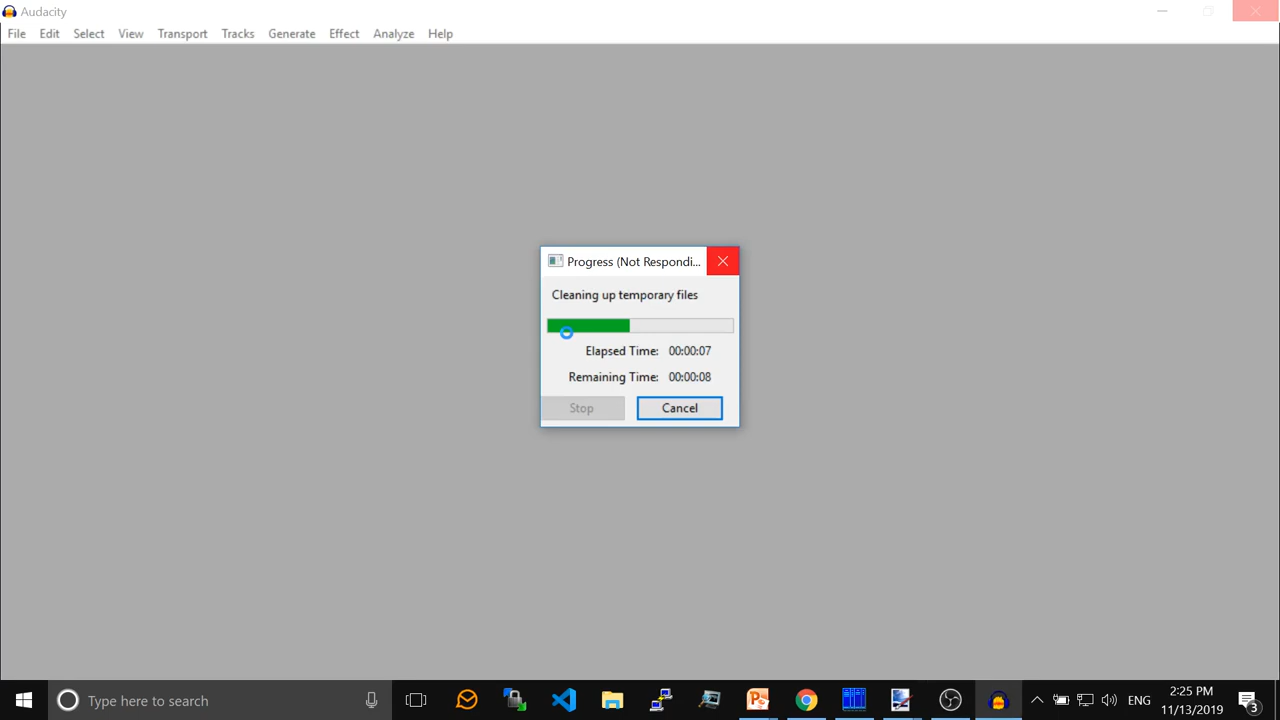 Audacity
File Edit Select View Transport Tracks Generate Effect Analyze Help
Progress (Not Respondi...
Cleaning up temporary files
Elapsed Time: 00:00:07
Remaining Time: 00:00:08
Stop Cancel
Type here to search
ENG
2:25 PM
11/13/2019
3